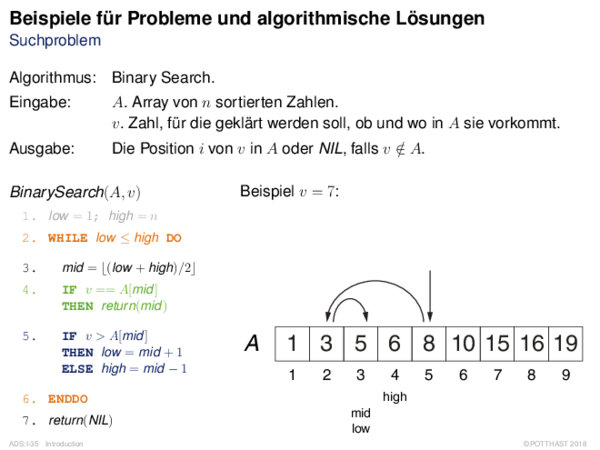 Beispiele für Probleme und algorithmische Lösungen
Suchproblem
Algorithmus: Binary Search.
Eingabe: A. Array von n sortierten Zahlen.
v. Zahl, für die geklärt werden soll, ob und wo in A sie vorkommt.
Ausgabe: Die Position i von v in A oder NIL, falls v ∉ A.
BinarySearch(A, v)
1. low = 1; high = n
2. WHILE low ≤ high DO
3. mid = ⌊(low + high)/2⌋
4. IF v == A[mid]
THEN return(mid)
5. IF v > A[mid]
THEN low = mid + 1
ELSE high = mid − 1
6. ENDDO
7. return(NIL)
Beispiel v = 7:
A 1 3 5 6 8 10 15 16 19
1 2 3 4 5 6 7 8 9
high
mid
low
ADS:I-35 Introduction
© POTTHAST 2018